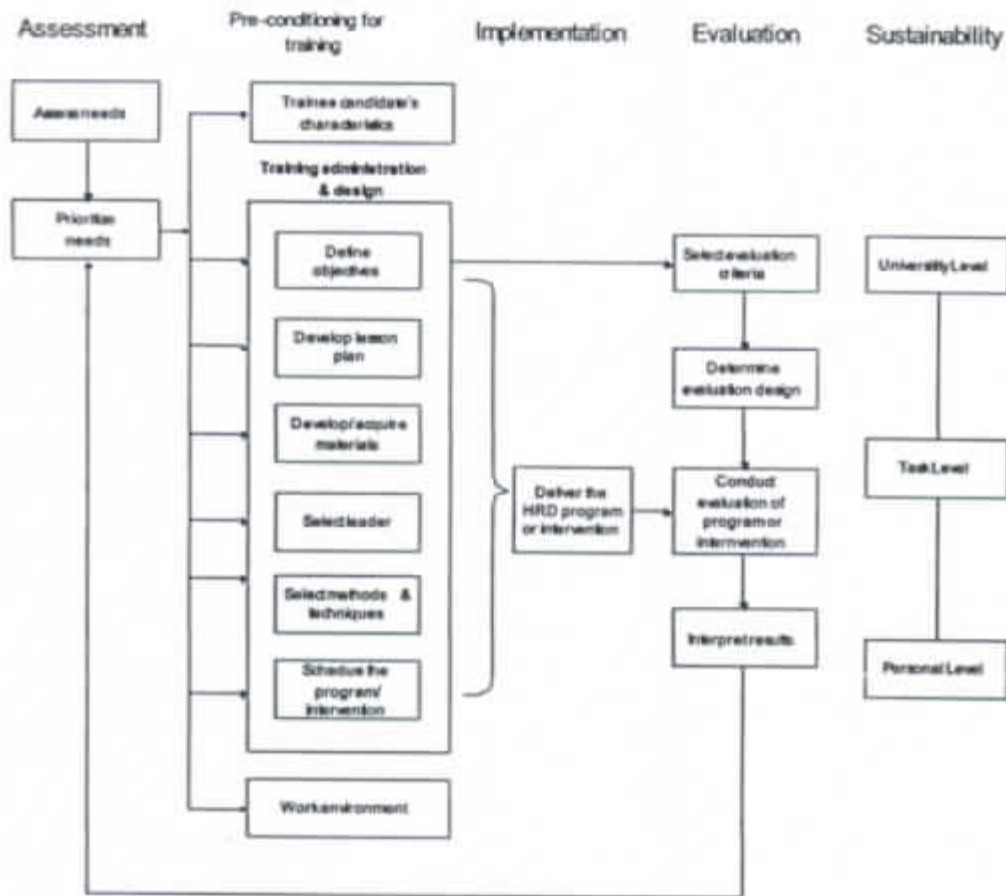 Assessment
Pre-conditioning for
training
Implementation
Evaluation
Sustainability
Assess needs
Prioritize
needs
Trainee candidate's
characteristics
Training administration
& design
Define
objectives
Develop lesson
plan
Develop/acquire
materials
Select leader
Select methods & 
techniques
Schedue the
program/
intervention
Work environment
Deliver the
HRD program
or intervention
Select evaluation
criteria
Determine
evaluation design
Conduct
evaluation of
program or
internvention
Interpret results
University Level
Task Level
Personal Level